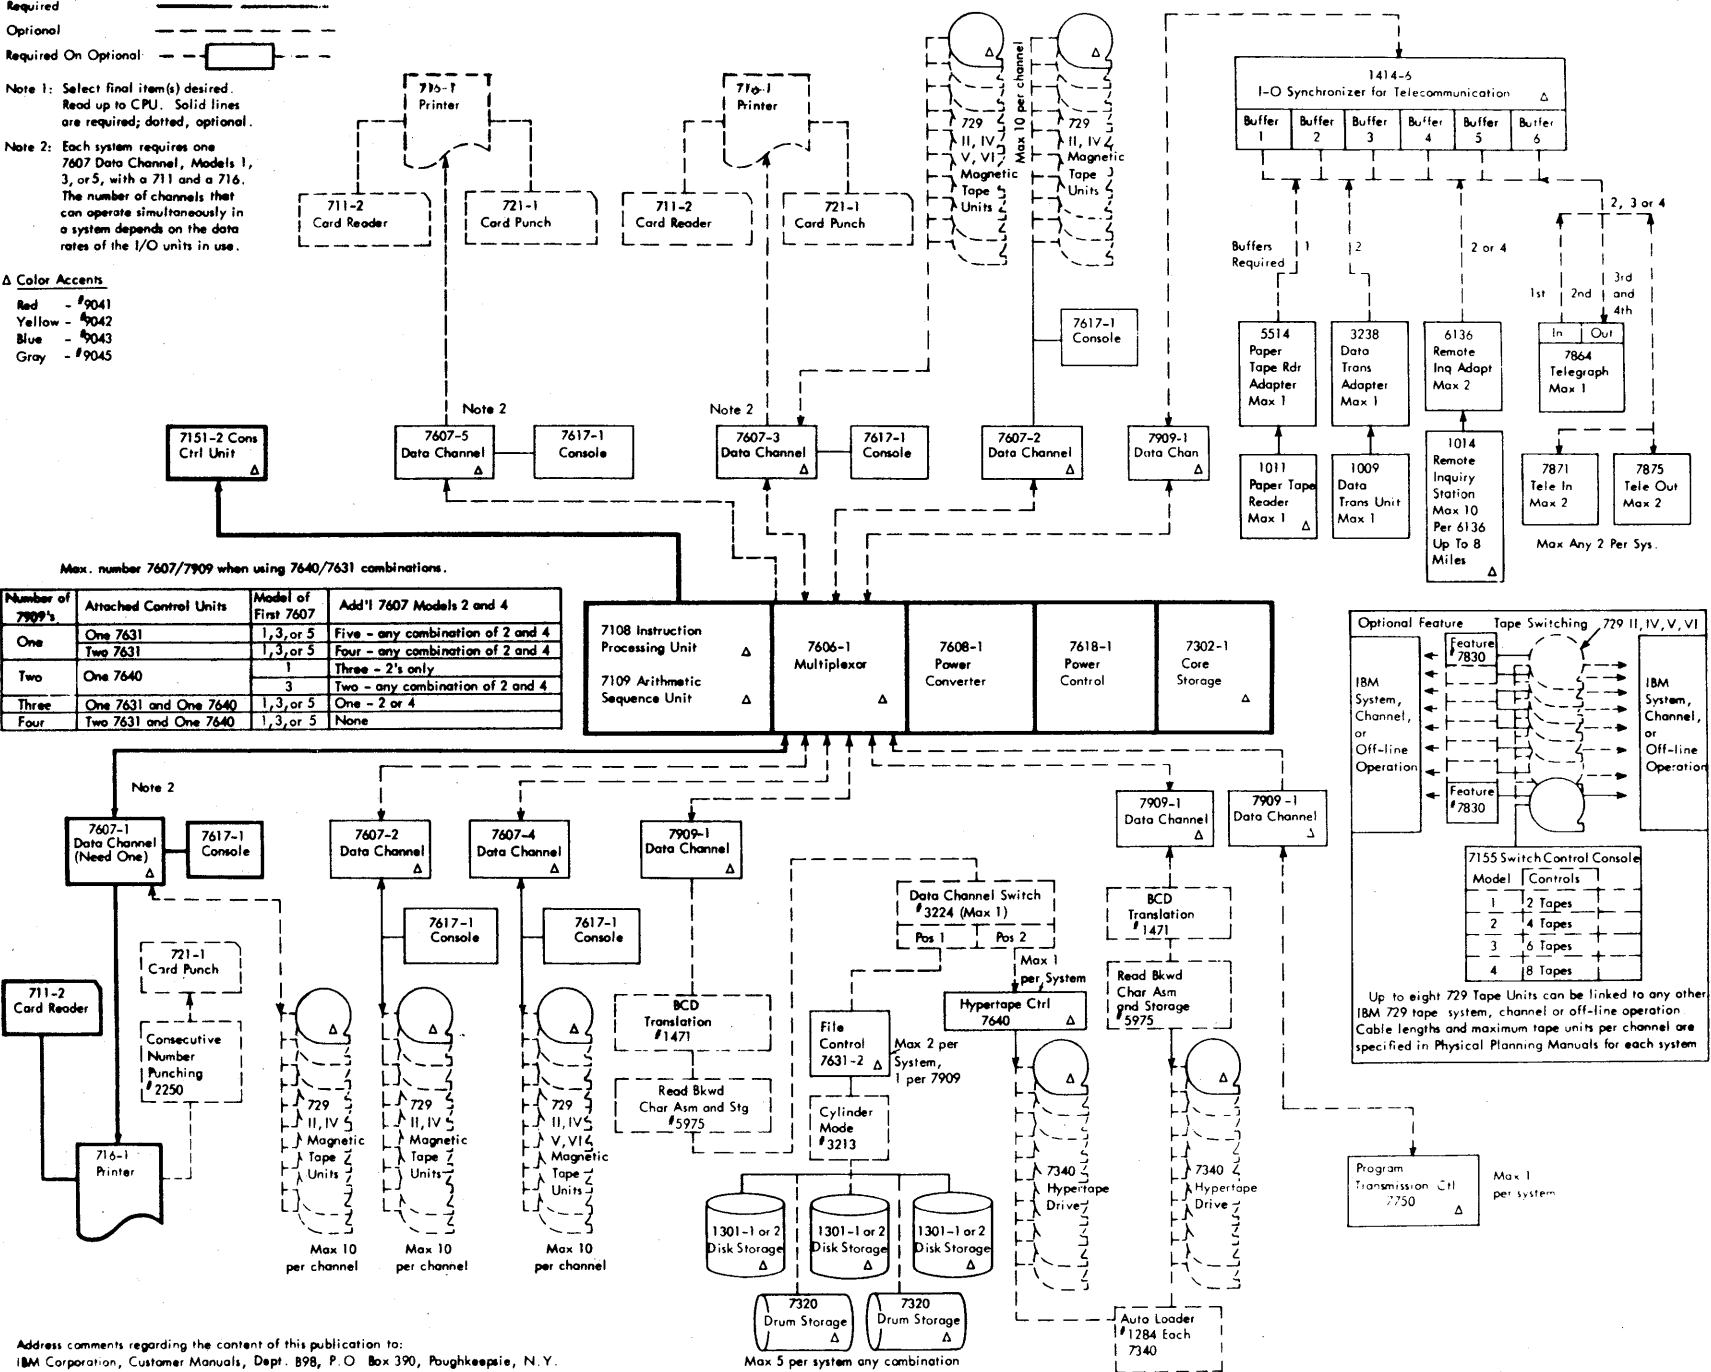 Required
Optional
Required On Optional
Note 1: Select final item(s) desired.
Read up to CPU. Solid lines
are required; dotted, optional.
Note 2: Each system requires one
7607 Data Channel, Models 1,
3, or 5, with a 711 and a 716.
The number of channels that
can operate simultaneously in
a system depends on the data
rates of the I/O units in use.
Δ Color Accents
Red - #9041
Yellow - #9042
Blue - #9043
Gray - #9045
716-1
Printer
711-2
Card Reader
721-1
Card Punch
716-1
Printer
711-2
Card Reader
721-1
Card Punch
Δ
729
II, IV
V, VI
Magnetic
Tape
Units
Max 10 per channel
Δ
729
II, IV
Magnetic
Tape
Units
7617-1
Console
1414-6
I-O Synchronizer for Telecommunication Δ
Buffer
1
Buffer
2
Buffer
3
Buffer
4
Buffer
5
Buffer
6
Buffers
Required
1
2
2 or 4
2, 3 or 4
1st
2nd
3rd
and
4th
5514
Paper
Tape Rdr
Adapter
Max 1
3238
Data
Trans
Adapter
Max 1
6136
Remote
Inq Adapt
Max 2
In
Out
7864
Telegraph
Max 1
1011
Paper Tape
Reader
Max 1 Δ
1009
Data
Trans Unit
Max 1
1014
Remote
Inquiry
Station
Max 10
Per 6136
Up To 8
Miles
Δ
7871
Tele In
Max 2
7875
Tele Out
Max 2
Max Any 2 Per Sys.
7151-2 Cons
Ctrl Unit
Δ
Note 2
7607-5
Data Channel
Δ
7617-1
Console
Note 2
7607-3
Data Channel
Δ
7617-1
Console
7607-2
Data Channel
Δ
7909-1
Data Chan
Δ
Max. number 7607/7909 when using 7640/7631 combinations.
Number of
7909's
Attached Control Units
Model of
First 7607
Add'l 7607 Models 2 and 4
One
One 7631
1,3,or 5
Five - any combination of 2 and 4
Two 7631
1,3,or 5
Four - any combination of 2 and 4
Two
One 7640
1
Three - 2's only
3
Two - any combination of 2 and 4
Three
One 7631 and One 7640
1,3,or 5
One - 2 or 4
Four
Two 7631 and One 7640
1,3,or 5
None
7108 Instruction
Processing Unit Δ
7109 Arithmetic
Sequence Unit Δ
7606-1
Multiplexor
Δ
7608-1
Power
Converter
7618-1
Power
Control
7302-1
Core
Storage
Δ
Optional Feature
Tape Switching
729 II, IV, V, VI
Feature
#7830
IBM
System,
Channel,
or
Off-line
Operation
IBM
System,
Channel,
or
Off-line
Operation
Feature
#7830
7155 Switch Control Console
Model
Controls
1
2 Tapes
2
4 Tapes
3
6 Tapes
4
8 Tapes
Up to eight 729 Tape Units can be linked to any other
IBM 729 tape system, channel or off-line operation
Cable lengths and maximum tape units per channel are
specified in Physical Planning Manuals for each system
Note 2
7607-1
Data Channel
(Need One)
Δ
7617-1
Console
7607-2
Data Channel
Δ
7607-4
Data Channel
Δ
7909-1
Data Channel
Δ
7909-1
Data Channel
Δ
7909-1
Data Channel
Δ
7617-1
Console
7617-1
Console
721-1
Card Punch
711-2
Card Reader
Consecutive
Number
Punching
#2250
716-1
Printer
Δ
729
II, IV
Magnetic
Tape
Units
Max 10
per channel
Δ
729
II, IV
Magnetic
Tape
Units
Max 10
per channel
Δ
729
II, IV
V, VI
Magnetic
Tape
Units
Max 10
per channel
BCD
Translation
#1471
Read Bkwd
Char Asm and Stg
#5975
Data Channel Switch
#3224 (Max 1)
Pos 1
Pos 2
Max 1
per System
File
Control
7631-2 Δ
Max 2 per
System,
1 per 7909
Hypertape Ctrl
7640 Δ
Cylinder
Mode
#3213
1301-1 or 2
Disk Storage
Δ
1301-1 or 2
Disk Storage
Δ
1301-1 or 2
Disk Storage
Δ
7320
Drum Storage
Δ
7320
Drum Storage
Δ
Max 5 per system any combination
BCD
Translation
#1471
Read Bkwd
Char Asm
and Storage
#5975
Δ
7340
Hypertape
Drive
Δ
7340
Hypertape
Drive
Auto Loader
#1284 Each
7340
Program
Transmission Ctl
7750
Δ
Max 1
per system
Address comments regarding the content of this publication to:
IBM Corporation, Customer Manuals, Dept. B98, P.O Box 390, Poughkeepsie, N.Y.